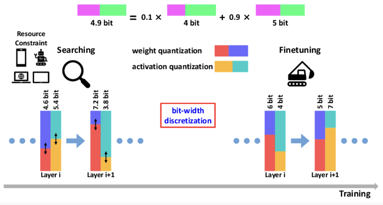 4.9 bit = 0.1 × 4 bit + 0.9 × 5 bit
Resource
Constraint
Searching
weight quantization
activation quantization
Finetuning
4.6 bit
5.4 bit
7.2 bit
3.8 bit
bit-width
discretization
6 bit
4 bit
5 bit
7 bit
Layer i
Layer i+1
Layer i
Layer i+1
Training